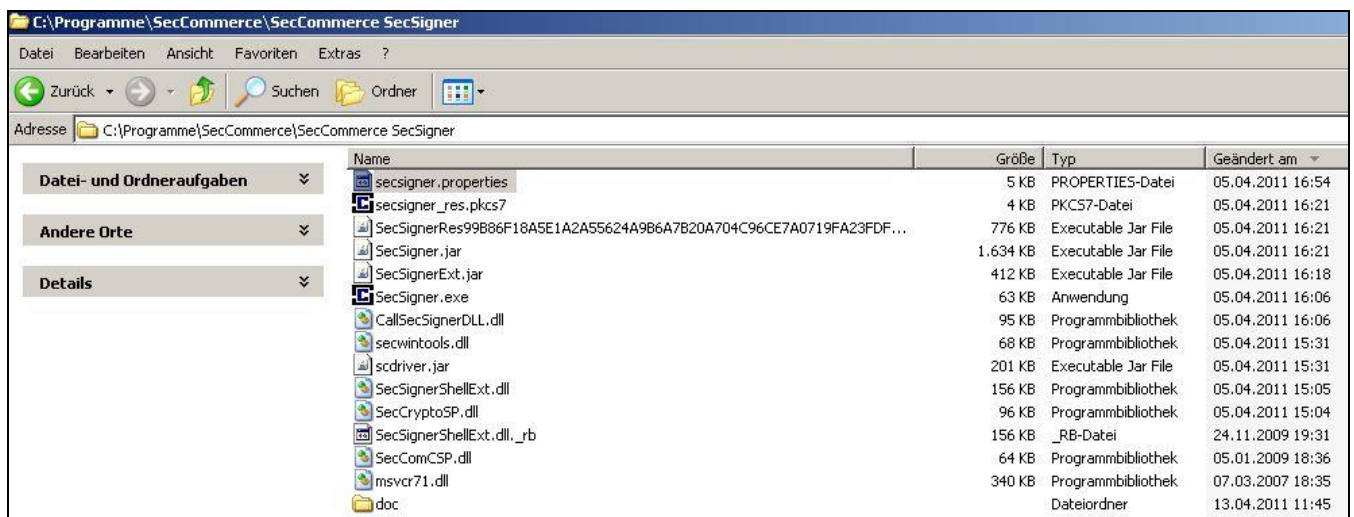 C:\Programme\SecCommerce\SecCommerce SecSigner
Datei Bearbeiten Ansicht Favoriten Extras ?
Zurück Suchen Ordner
Adresse C:\Programme\SecCommerce\SecCommerce SecSigner
Datei- und Ordneraufgaben
Andere Orte
Details
Name Größe Typ Geändert am
secsigner.properties 5 KB PROPERTIES-Datei 05.04.2011 16:54
secsigner_res.pkcs7 4 KB PKCS7-Datei 05.04.2011 16:21
SecSignerRes99B86F18A5E1A2A55624A9B6A7B20A704C96CE7A0719FA23FDF... 776 KB Executable Jar File 05.04.2011 16:21
SecSigner.jar 1.634 KB Executable Jar File 05.04.2011 16:21
SecSignerExt.jar 412 KB Executable Jar File 05.04.2011 16:18
SecSigner.exe 63 KB Anwendung 05.04.2011 16:06
CallSecSignerDLL.dll 95 KB Programmbibliothek 05.04.2011 16:06
secwintools.dll 68 KB Programmbibliothek 05.04.2011 15:31
scdriver.jar 201 KB Executable Jar File 05.04.2011 15:31
SecSignerShellExt.dll 156 KB Programmbibliothek 05.04.2011 15:05
SecCryptoSP.dll 96 KB Programmbibliothek 05.04.2011 15:04
SecSignerShellExt.dll._rb 156 KB _RB-Datei 24.11.2009 19:31
SecComCSP.dll 64 KB Programmbibliothek 05.01.2009 18:36
msvcr71.dll 340 KB Programmbibliothek 07.03.2007 18:35
doc Dateiordner 13.04.2011 11:45